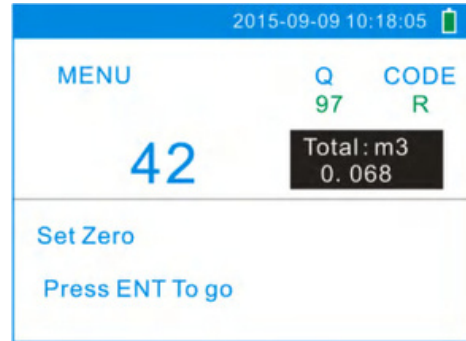 2015-09-09 10:18:05
MENU Q CODE
97 R
42 Total:m3
0.068
Set Zero
Press ENT To go